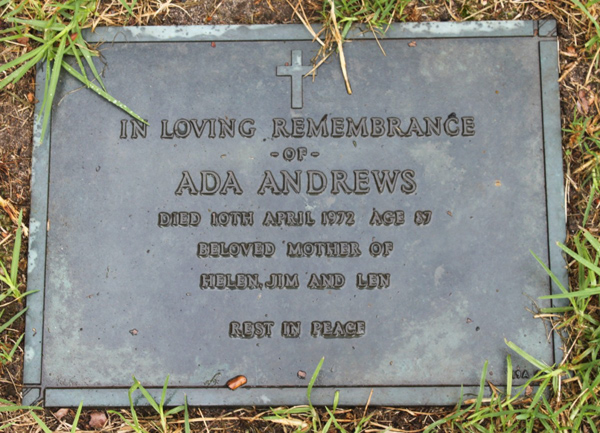 IN LOVING REMEMBRANCE
- OF -
ADA ANDREWS
DIED 10TH APRIL 1972 AGE 87
BELOVED MOTHER OF
HELEN, JIM AND LEN
REST IN PEACE